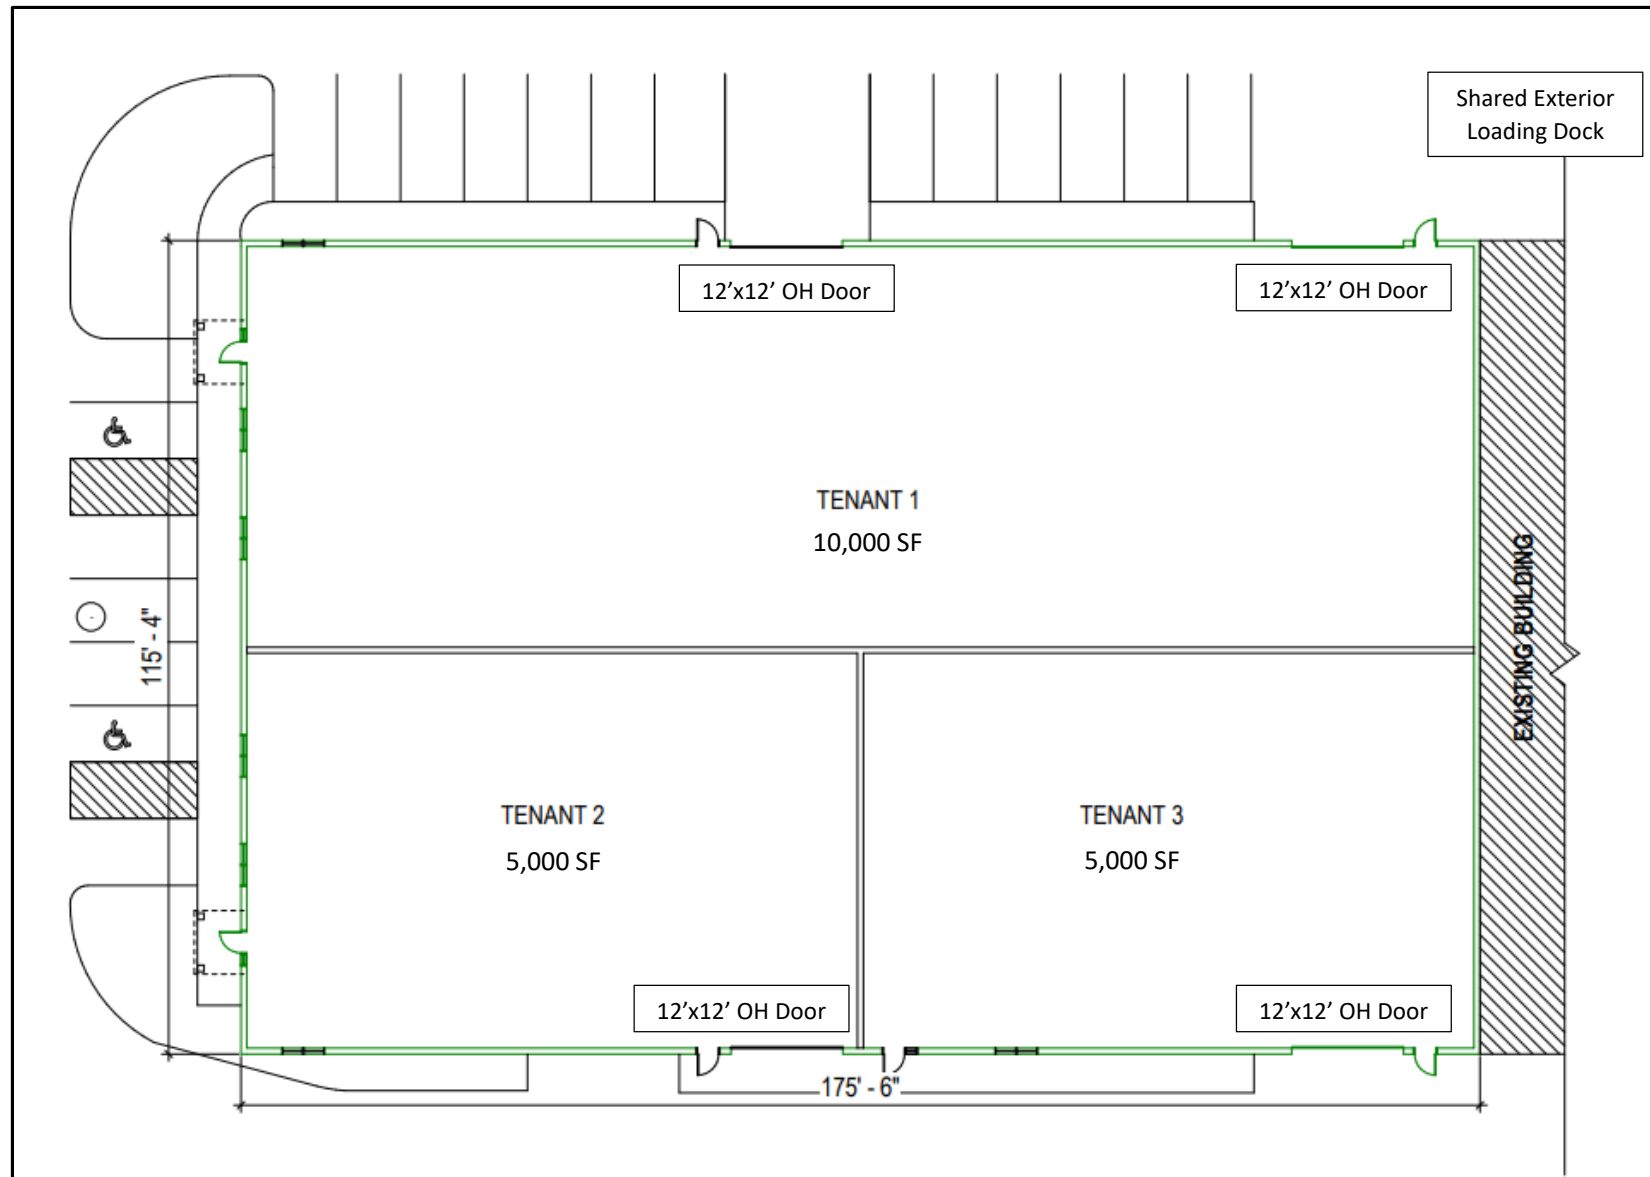 Shared Exterior
Loading Dock
12’x12’ OH Door
12’x12’ OH Door
TENANT 1
10,000 SF
EXISTING BUILDING
115' - 4"
TENANT 2
5,000 SF
TENANT 3
5,000 SF
12’x12’ OH Door
12’x12’ OH Door
175' - 6"